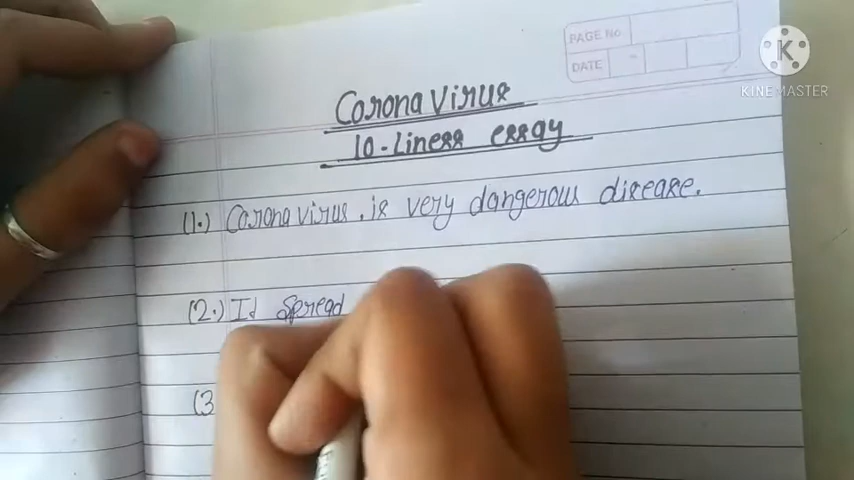 PAGE No
DATE
K
KINEMASTER
Corona Virus
10-Liness essay
(1.) Corona virus. is very dangerous disease.
(2.) It Spread
(3